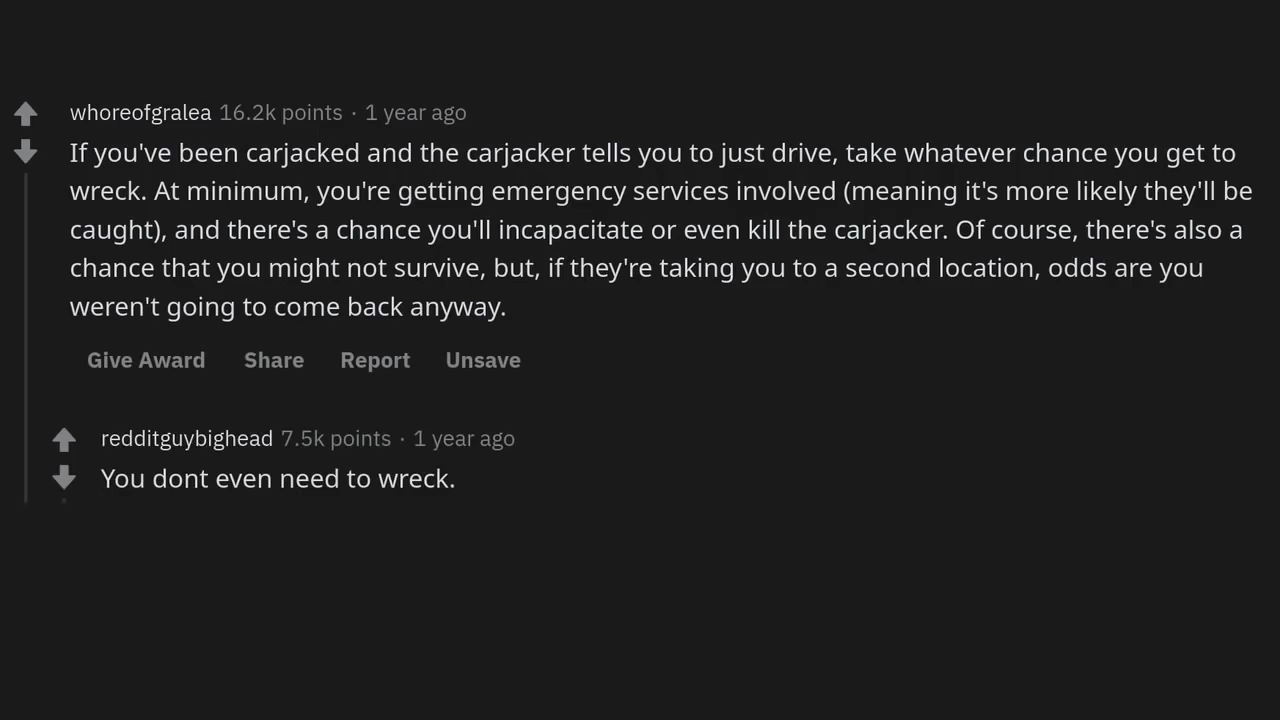 whoreofgralea 16.2k points · 1 year ago
If you've been carjacked and the carjacker tells you to just drive, take whatever chance you get to
wreck. At minimum, you're getting emergency services involved (meaning it's more likely they'll be
caught), and there's a chance you'll incapacitate or even kill the carjacker. Of course, there's also a
chance that you might not survive, but, if they're taking you to a second location, odds are you
weren't going to come back anyway.
Give Award Share Report Unsave
redditguybighead 7.5k points · 1 year ago
You dont even need to wreck.